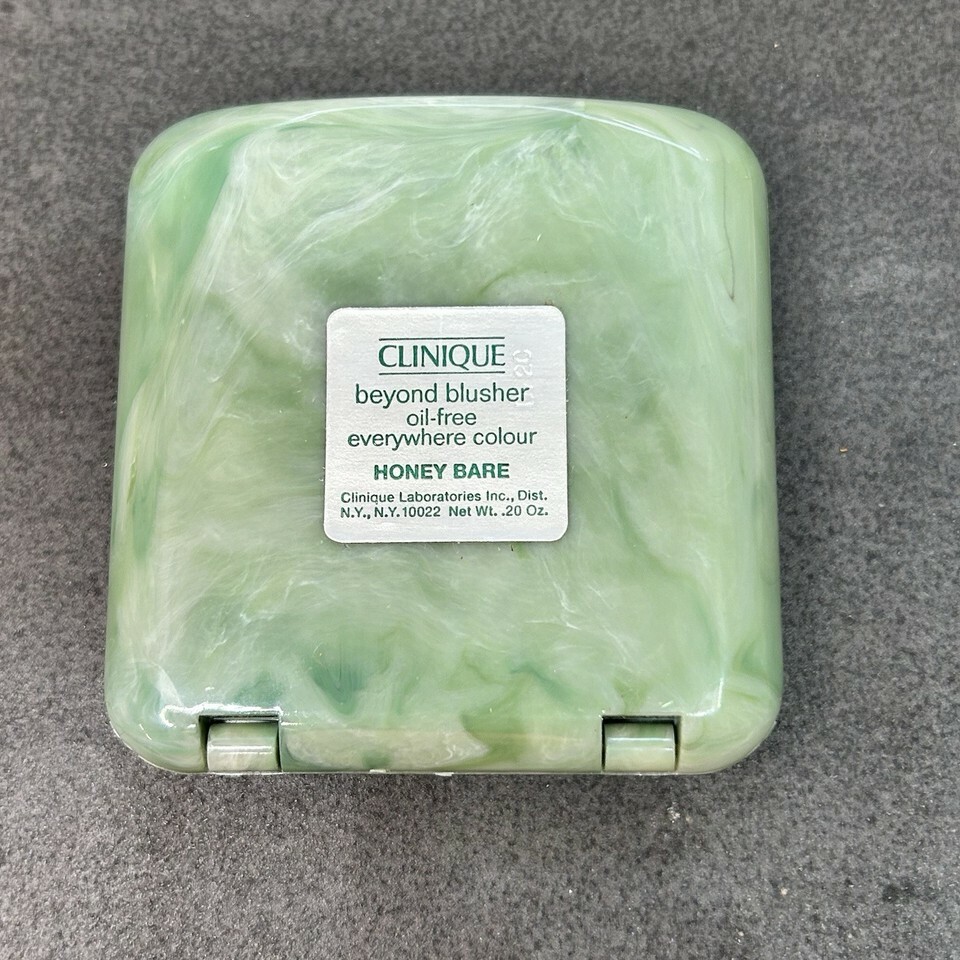 CLINIQUE
beyond blusher
oil-free
everywhere colour
HONEY BARE
Clinique Laboratories Inc., Dist.
N.Y., N.Y. 10022 Net Wt. .20 Oz.